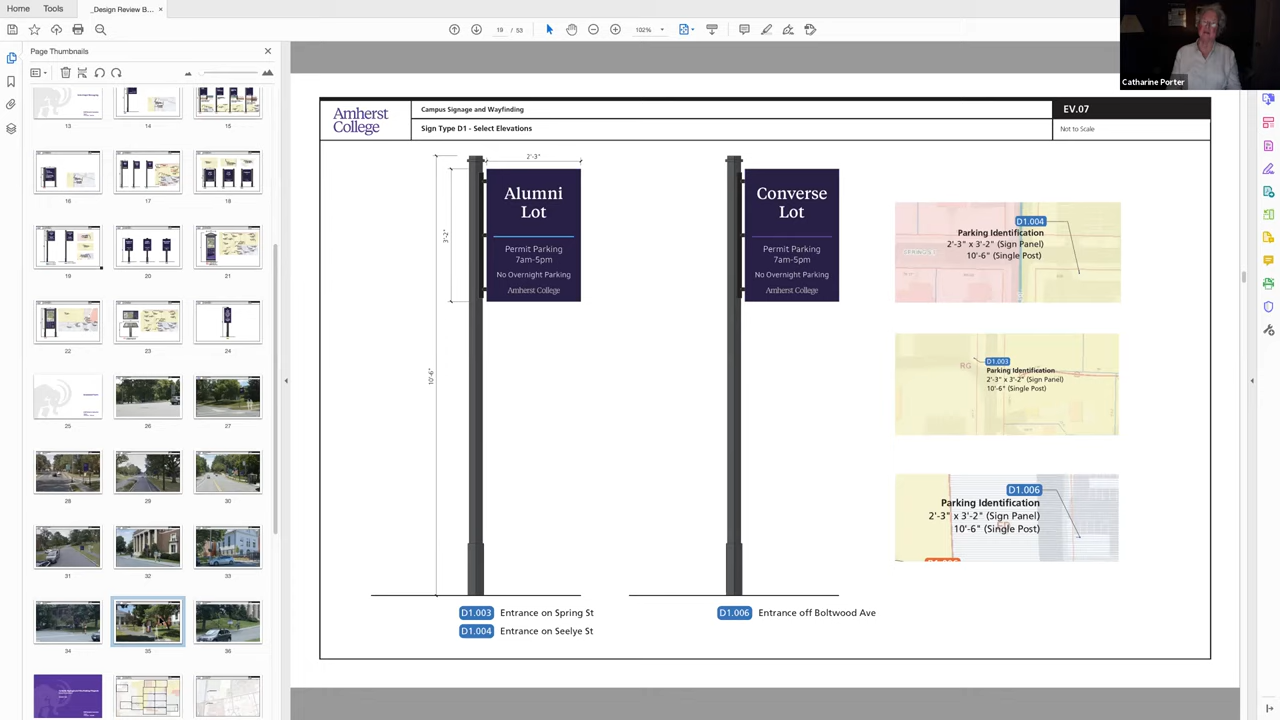 Home
Tools
_Design Review B...
19 / 53
102%
Catharine Porter
Page Thumbnails
13
14
15
16
17
18
19
20
21
22
23
24
25
26
27
28
29
30
31
32
33
34
35
36
Amherst College
Campus Signage and Wayfinding
EV.07
Sign Type D1 - Select Elevations
Not to Scale
2'-3"
3'-2"
10'-6"
Alumni
Lot
Permit Parking
7am-5pm
No Overnight Parking
Amherst College
Converse
Lot
Permit Parking
7am-5pm
No Overnight Parking
Amherst College
D1.004
Parking Identification
2'-3" x 3'-2" (Sign Panel)
10'-6" (Single Post)
RG
D1.003
Parking Identification
2'-3" x 3'-2" (Sign Panel)
10'-6" (Single Post)
D1.006
Parking Identification
2'-3" x 3'-2" (Sign Panel)
10'-6" (Single Post)
D1.003 Entrance on Spring St
D1.004 Entrance on Seelye St
D1.006 Entrance off Boltwood Ave